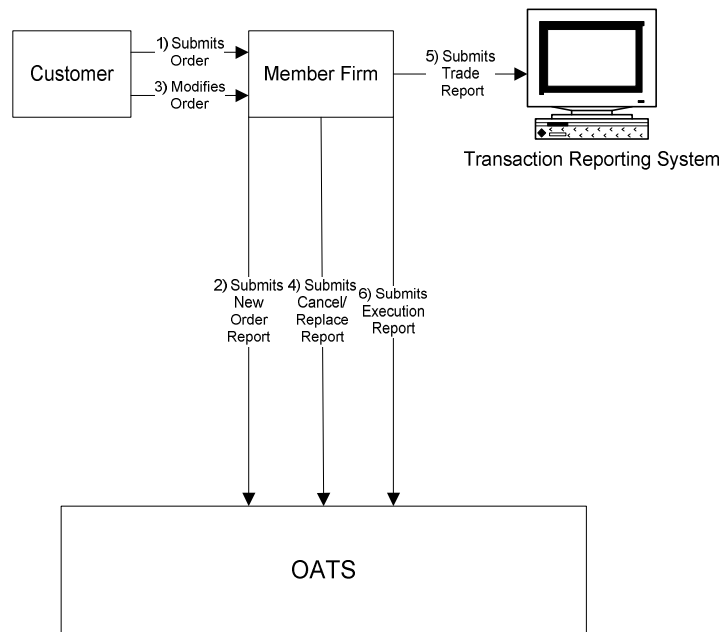 Customer
1) Submits
Order
3) Modifies
Order
Member Firm
5) Submits
Trade
Report
Transaction Reporting System
2) Submits
New
Order
Report
4) Submits
Cancel/
Replace
Report
6) Submits
Execution
Report
OATS